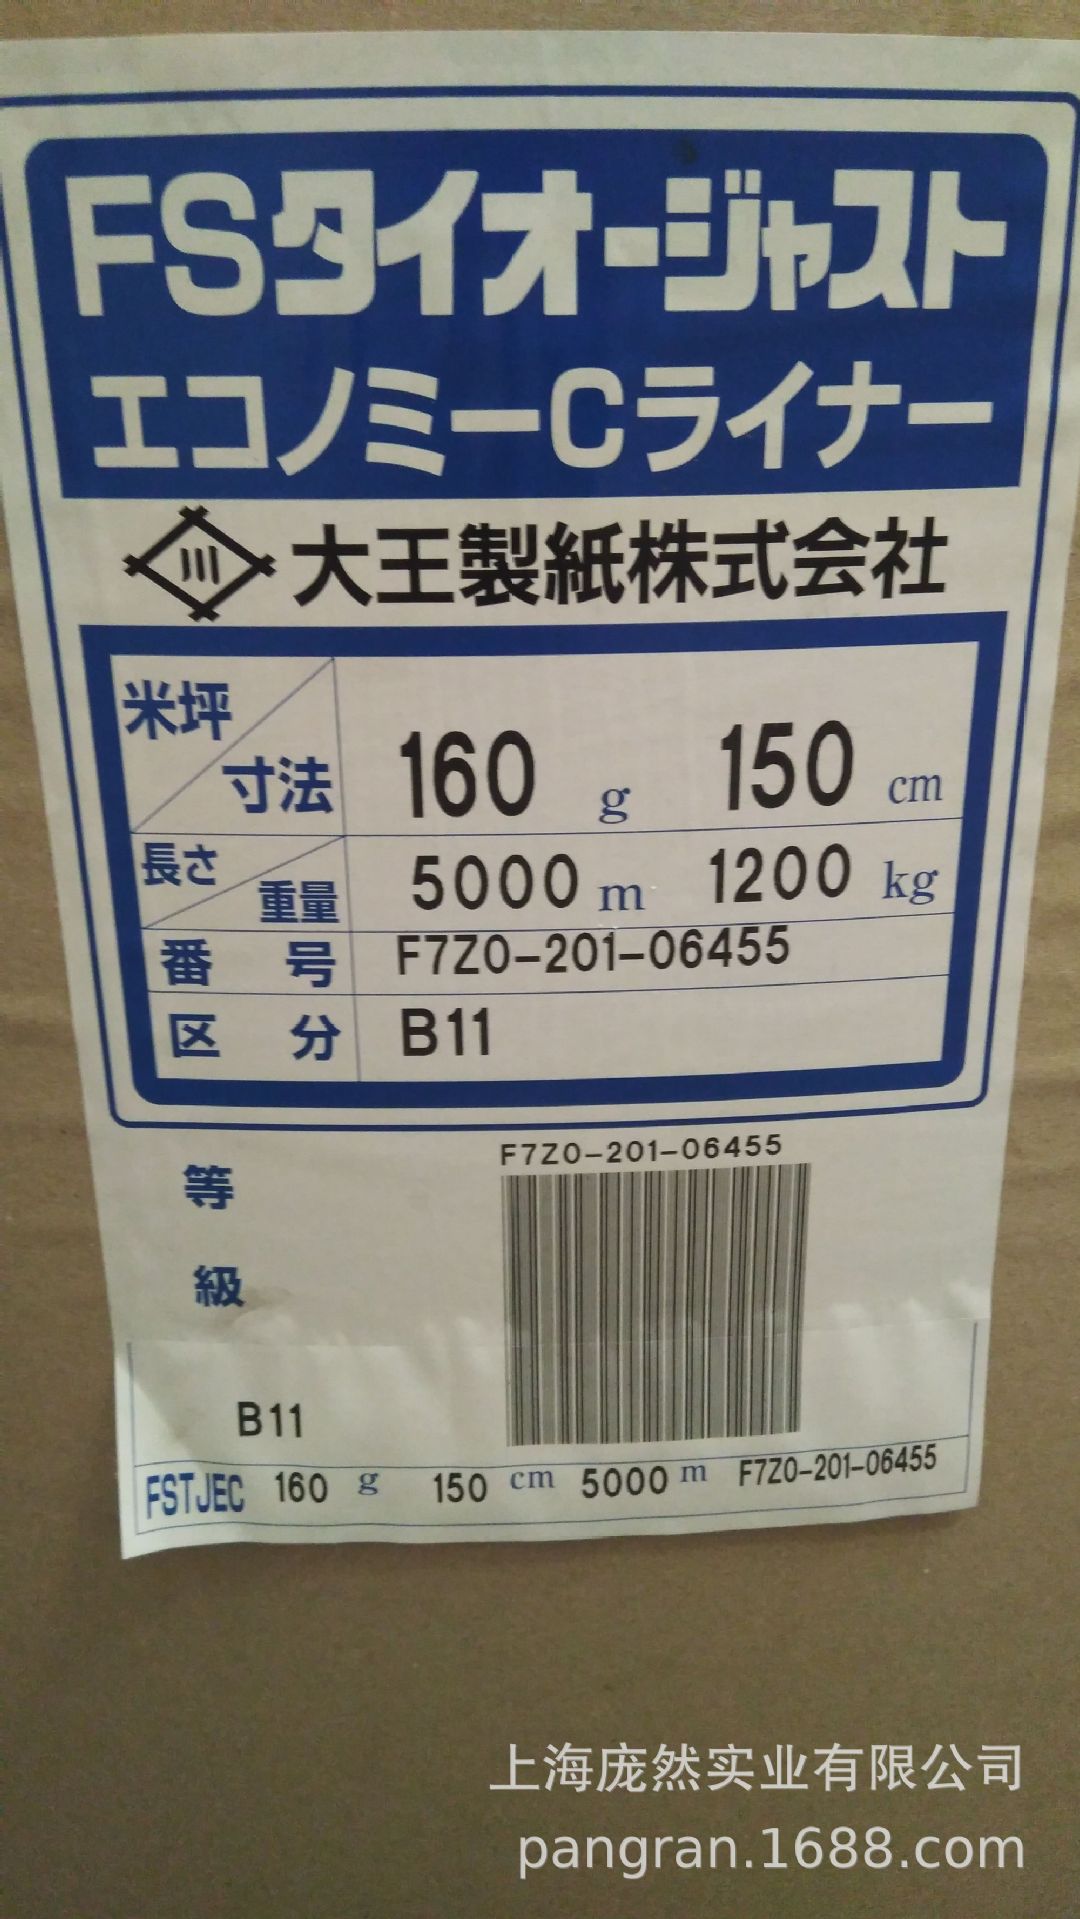 FSタイオージャスト
エコノミーCライナー
川 大王製紙株式会社
米坪 寸法 160 g 150 cm
長さ 重量 5000 m 1200 kg
番号 F7Z0-201-06455
区分 B11
F7Z0-201-06455
等
級
B11
FSTJEC 160 g 150 cm 5000 m F7Z0-201-06455
上海庞然实业有限公司
pangran.1688.com